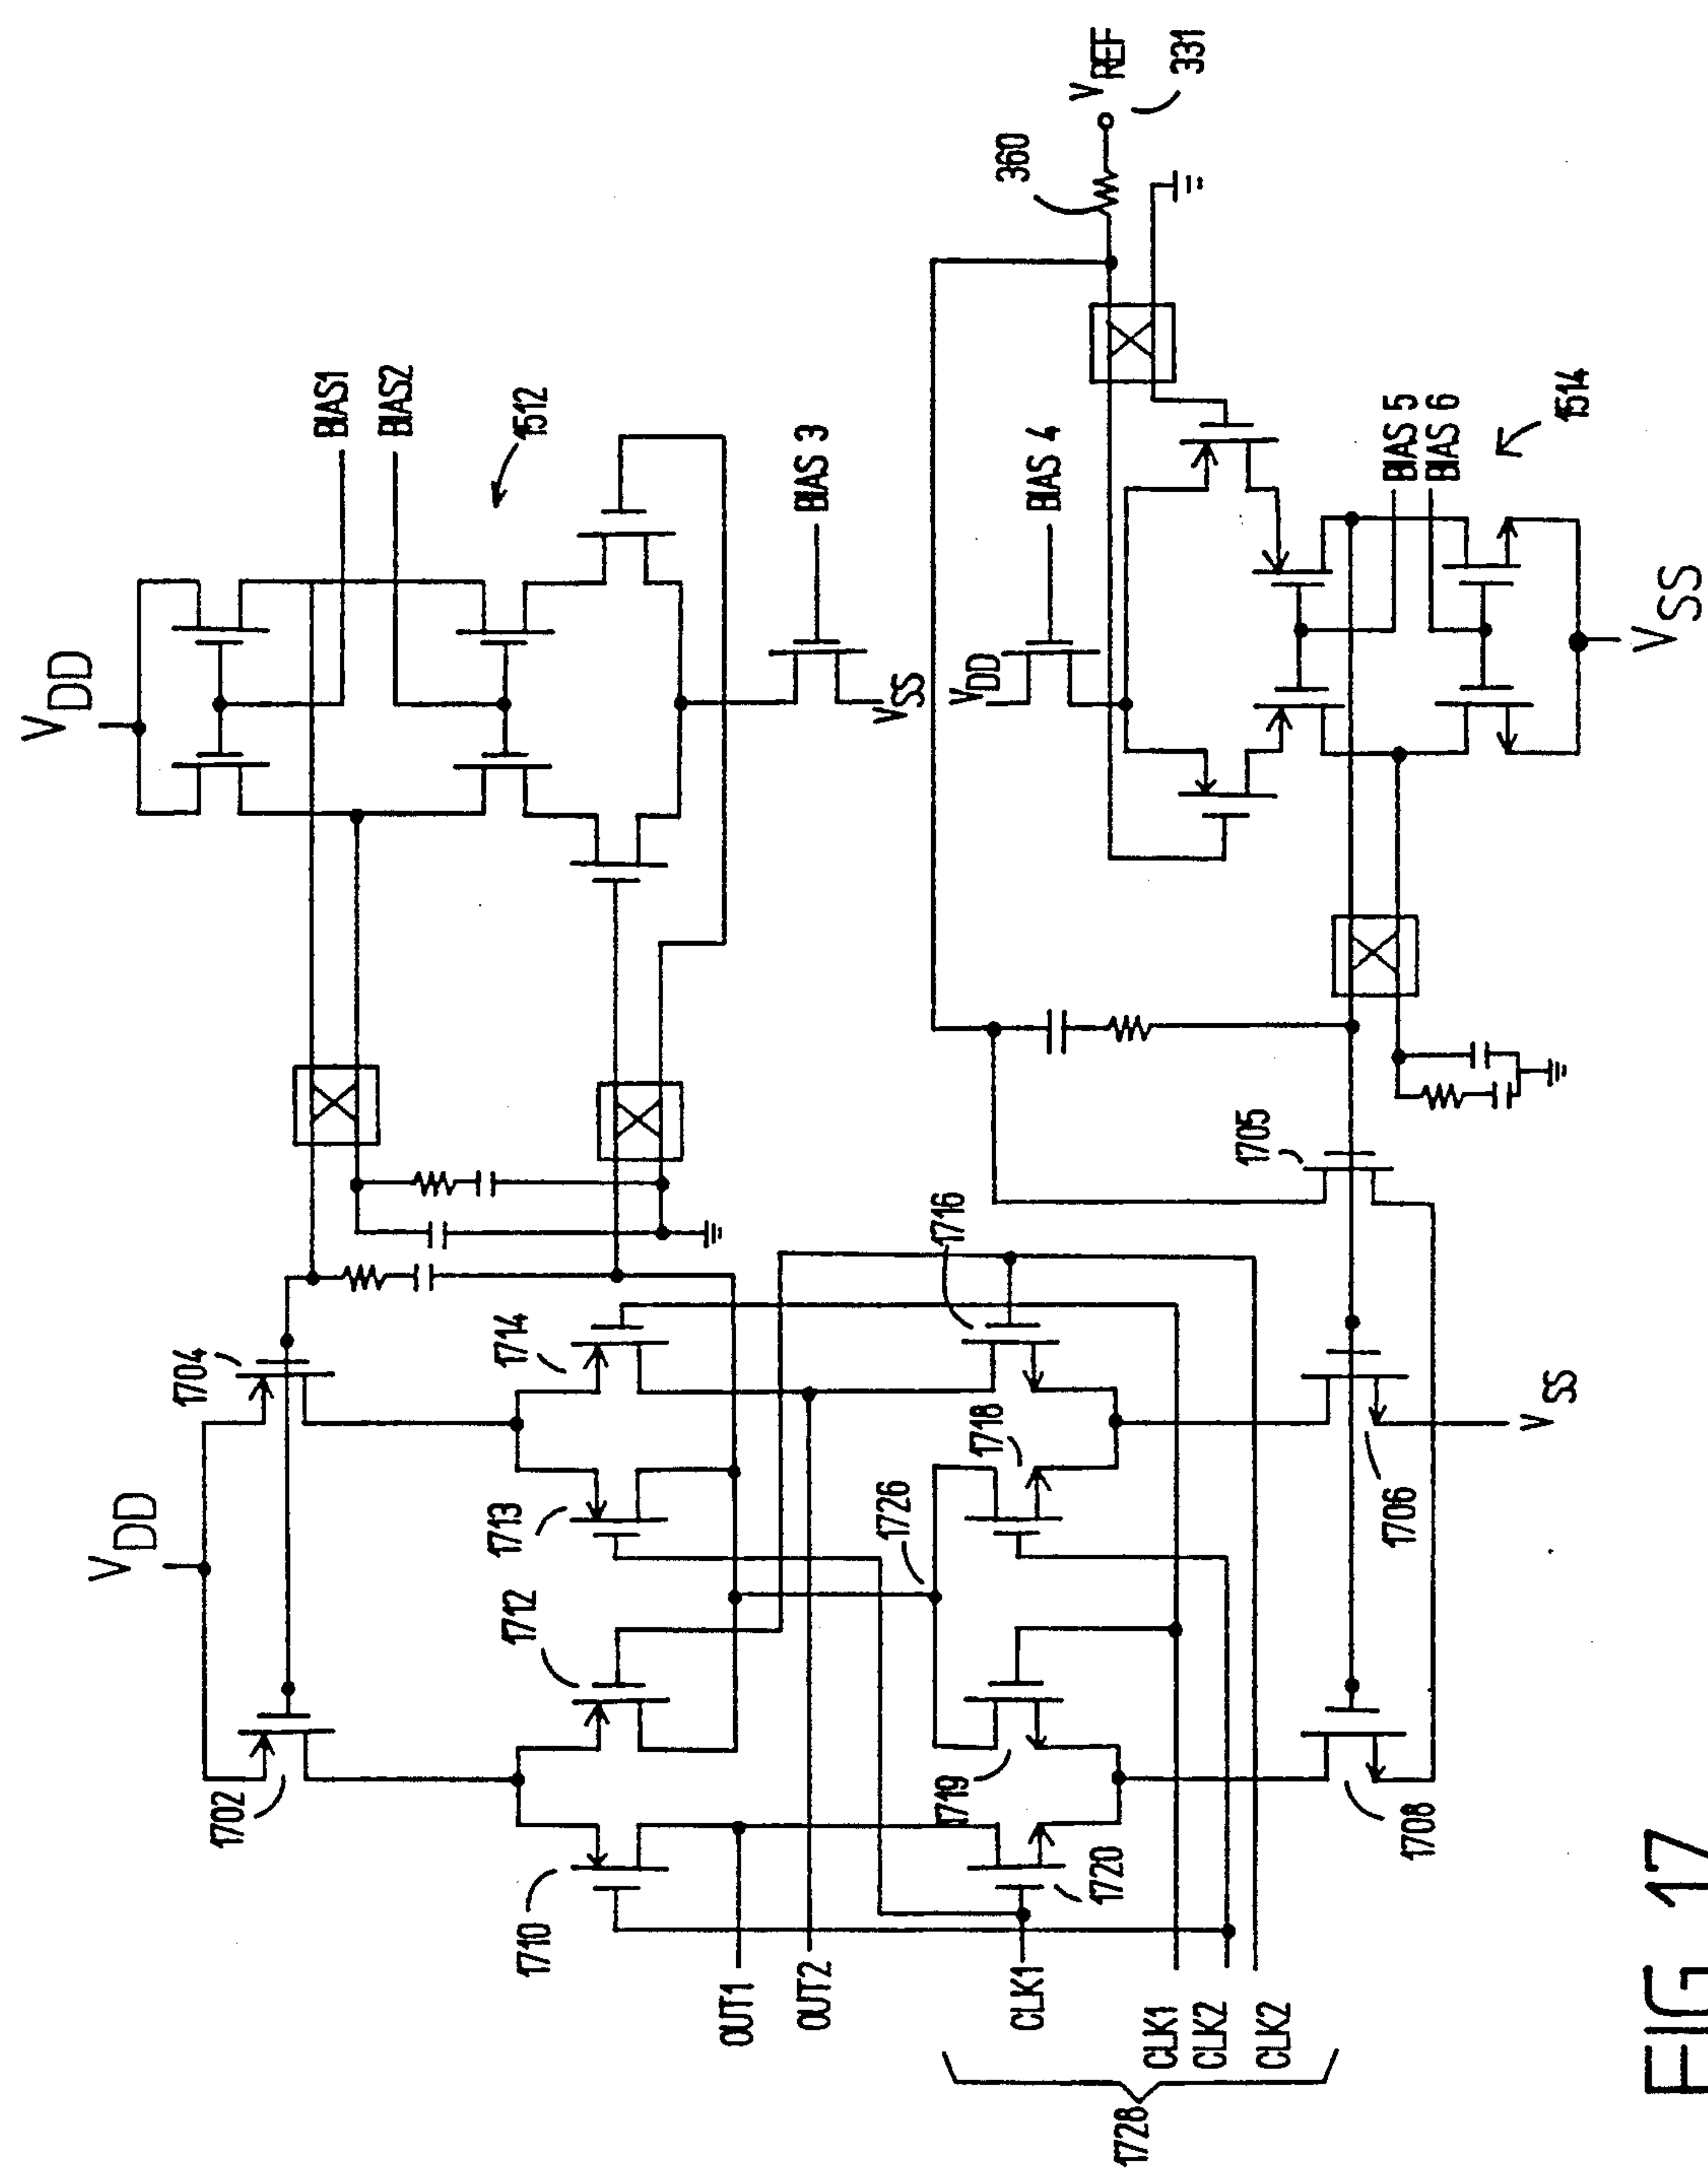 VDD
BIAS1
BIAS2
1512
BIAS 3
VSS
VREF
331
360
VDD
BIAS 4
BIAS 5
BIAS 6
1514
VSS
VDD
1704
1702
1714
1713
1712
1710
1716
1718
1726
1719
1720
1705
1706
1708
VSS
OUT1
OUT2
CLK1
CLK1
CLK2
CLK2
1728
FIG 17